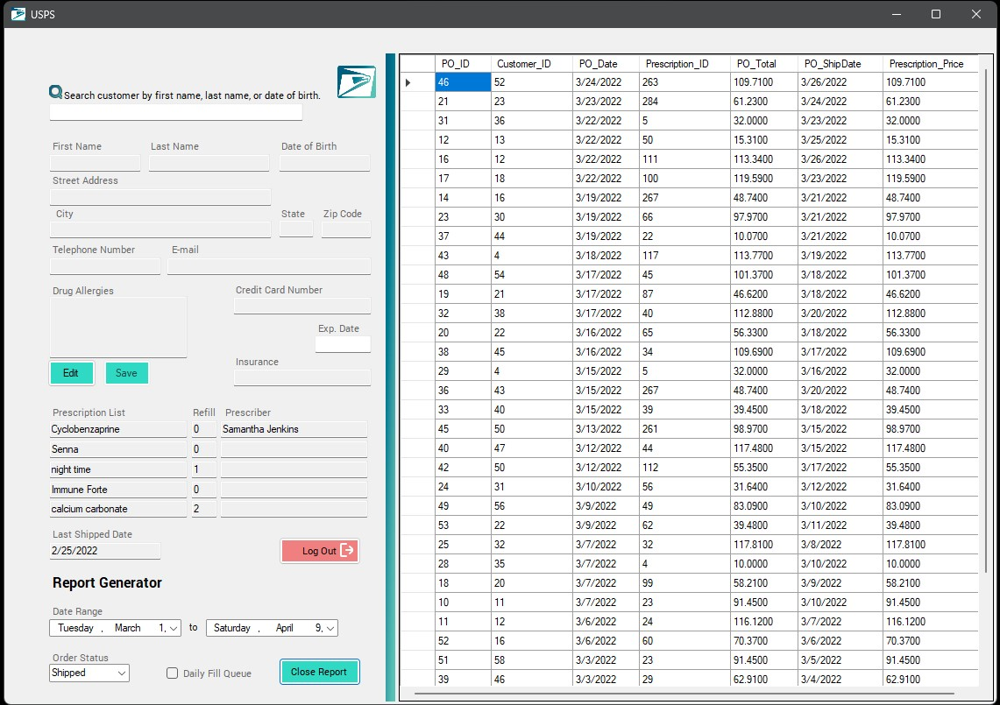 USPS
Search customer by first name, last name, or date of birth.
First Name Last Name Date of Birth
Street Address
City State Zip Code
Telephone Number E-mail
Drug Allergies Credit Card Number
Exp. Date
Insurance
Edit Save
Prescription List Refill Prescriber
Cyclobenzaprine 0 Samantha Jenkins
Senna 0
night time 1
Immune Forte 0
calcium carbonate 2
Last Shipped Date
2/25/2022
Log Out
Report Generator
Date Range
Tuesday , March 1, to Saturday , April 9,
Order Status
Shipped Daily Fill Queue Close Report
PO_ID Customer_ID PO_Date Prescription_ID PO_Total PO_ShipDate Prescription_Price
46 52 3/24/2022 263 109.7100 3/26/2022 109.7100
21 23 3/23/2022 284 61.2300 3/24/2022 61.2300
31 36 3/22/2022 5 32.0000 3/23/2022 32.0000
12 13 3/22/2022 50 15.3100 3/25/2022 15.3100
16 12 3/22/2022 111 113.3400 3/26/2022 113.3400
17 18 3/22/2022 100 119.5900 3/23/2022 119.5900
14 16 3/19/2022 267 48.7400 3/21/2022 48.7400
23 30 3/19/2022 66 97.9700 3/21/2022 97.9700
37 44 3/19/2022 22 10.0700 3/21/2022 10.0700
43 4 3/18/2022 117 113.7700 3/19/2022 113.7700
48 54 3/17/2022 45 101.3700 3/18/2022 101.3700
19 21 3/17/2022 87 46.6200 3/18/2022 46.6200
32 38 3/17/2022 40 112.8800 3/20/2022 112.8800
20 22 3/16/2022 65 56.3300 3/18/2022 56.3300
38 45 3/16/2022 34 109.6900 3/17/2022 109.6900
29 4 3/15/2022 5 32.0000 3/16/2022 32.0000
36 43 3/15/2022 267 48.7400 3/20/2022 48.7400
33 40 3/15/2022 39 39.4500 3/18/2022 39.4500
45 50 3/13/2022 261 98.9700 3/15/2022 98.9700
40 47 3/12/2022 44 117.4800 3/15/2022 117.4800
42 50 3/12/2022 112 55.3500 3/17/2022 55.3500
24 31 3/10/2022 56 31.6400 3/12/2022 31.6400
49 56 3/9/2022 49 83.0900 3/10/2022 83.0900
53 22 3/9/2022 62 39.4800 3/11/2022 39.4800
25 32 3/7/2022 32 117.8100 3/8/2022 117.8100
28 35 3/7/2022 4 10.0000 3/10/2022 10.0000
18 20 3/7/2022 99 58.2100 3/9/2022 58.2100
10 11 3/7/2022 23 91.4500 3/10/2022 91.4500
11 12 3/6/2022 24 116.1200 3/7/2022 116.1200
52 16 3/6/2022 60 70.3700 3/6/2022 70.3700
51 58 3/3/2022 23 91.4500 3/5/2022 91.4500
39 46 3/3/2022 29 62.9100 3/4/2022 62.9100